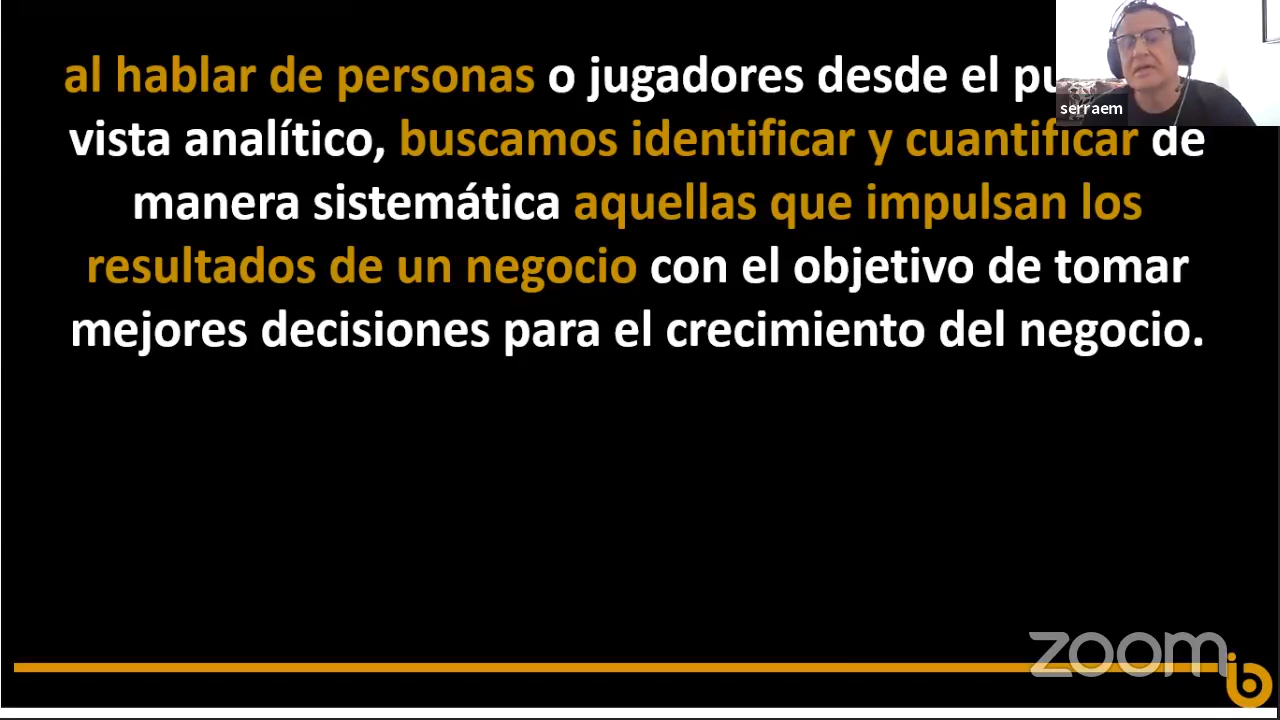 al hablar de personas o jugadores desde el pu
vista analítico, buscamos identificar y cuantificar de
manera sistemática aquellas que impulsan los
resultados de un negocio con el objetivo de tomar
mejores decisiones para el crecimiento del negocio.
serraem
zoom
ib